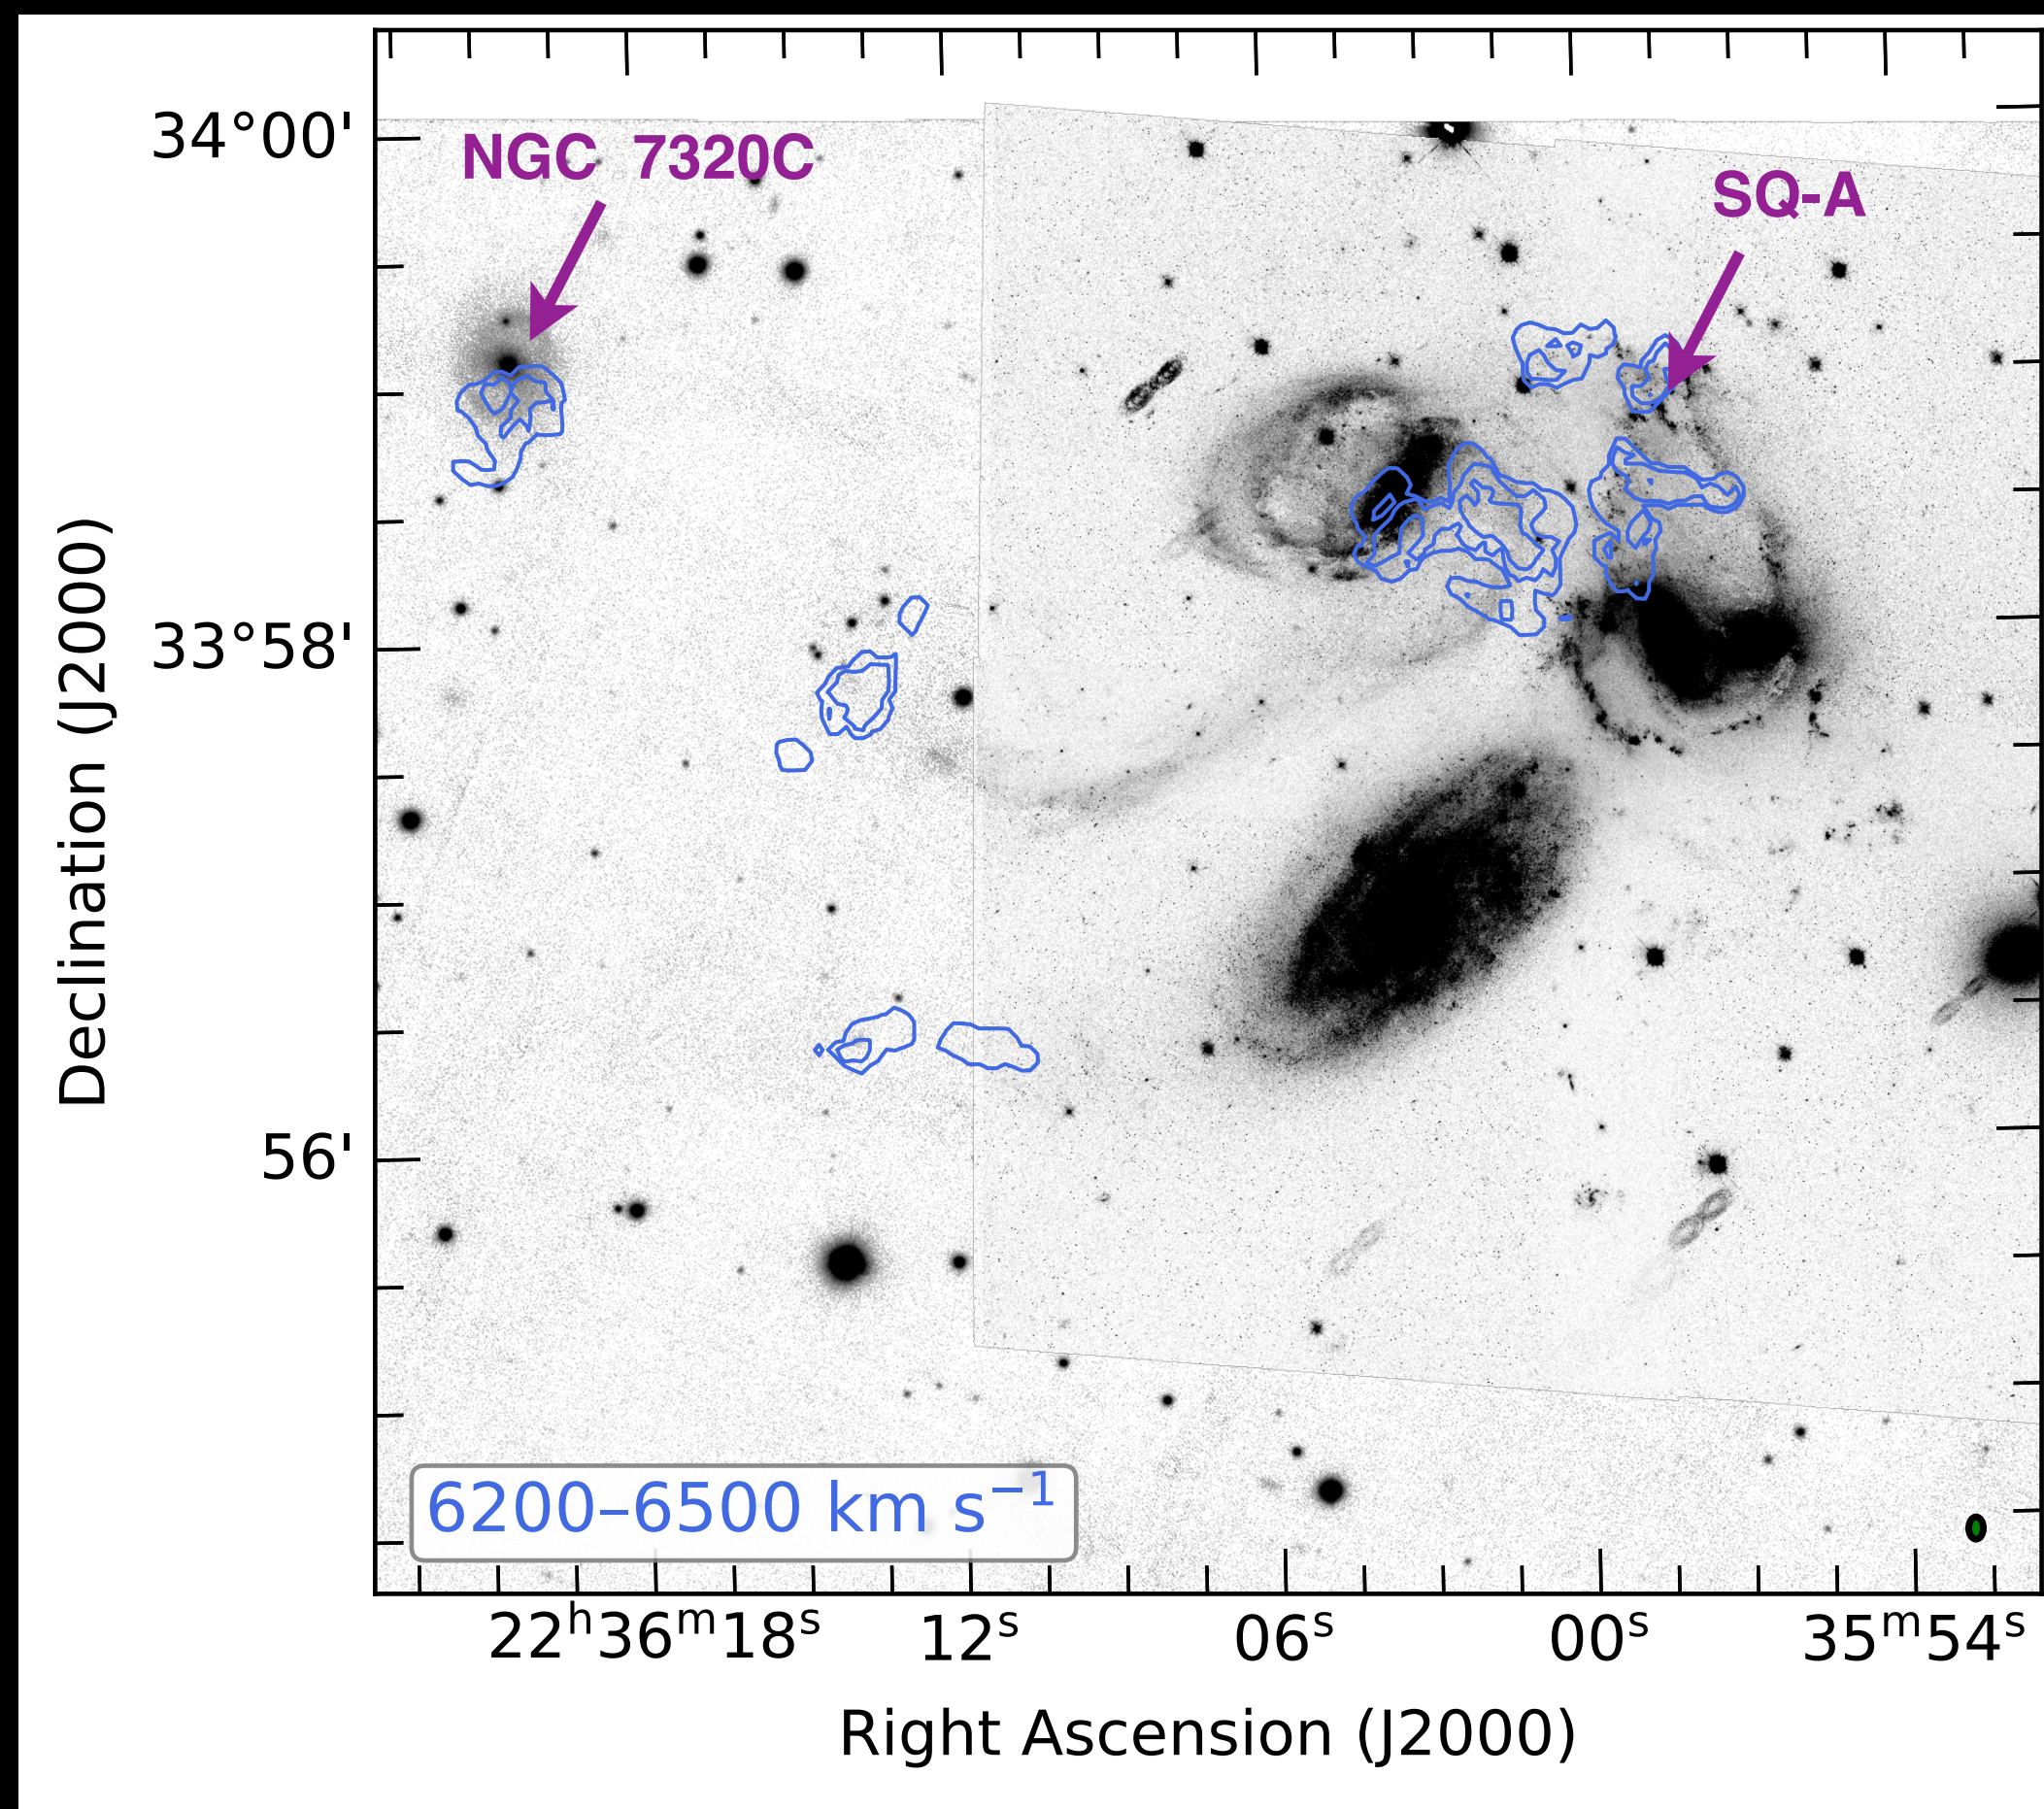 34°00'
NGC 7320C
SQ-A
33°58'
Declination (J2000)
56'
6200–6500 km s⁻¹
22ʰ36ᵐ18ˢ 12ˢ 06ˢ 00ˢ 35ᵐ54ˢ
Right Ascension (J2000)